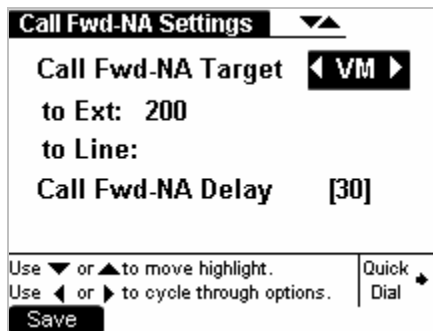 Call Fwd-NA Settings ▼▲
Call Fwd-NA Target ◀ VM ▶
to Ext: 200
to Line:
Call Fwd-NA Delay [30]
Use ▼ or ▲ to move highlight.
Use ◀ or ▶ to cycle through options.
Quick
Dial
Save